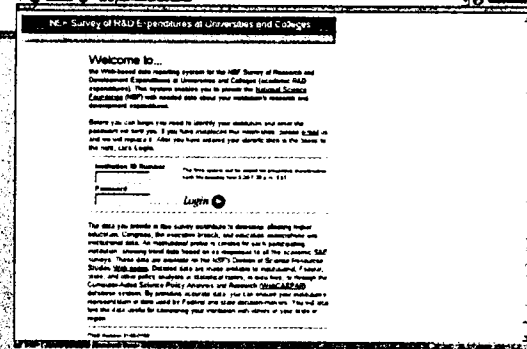 NSF Survey of R&D Expenditures at Universities and Colleges
Welcome to...
the Web-based data reporting system for the NSF Survey of Research and
Development Expenditures at Universities and Colleges (academic R&D
expenditures). This system enables you to provide the National Science
Foundation (NSF) with needed data about your institution's research and
development expenditures.
Before you can begin you need to identify your institution and enter the
password we sent you. If you have misplaced this information, please e-mail us
and we will replace it. After you have entered your identification in the boxes to
the right, click Login.
Institution ID Number
Password
Login
The data you provide in this survey contribute to decisions affecting higher
education. Congress, the executive branch, and education associations use
institutional data. An institutional profile is created for each participating
institution, showing trend data based on its responses to all the academic S&E
surveys. These data are available on the NSF's Division of Science Resources
Studies Web pages. Detailed data are made available to institutional, Federal,
state, and other policy analysts in statistical tables, in data files, or through the
Computer-Aided Science Policy Analysis and Research (WebCASPAR)
database system. By providing accurate data, you can ensure your institution's
representation in data used by Federal and state decision-makers. You will also
find the data useful for comparing your institution with others in your state or
region.